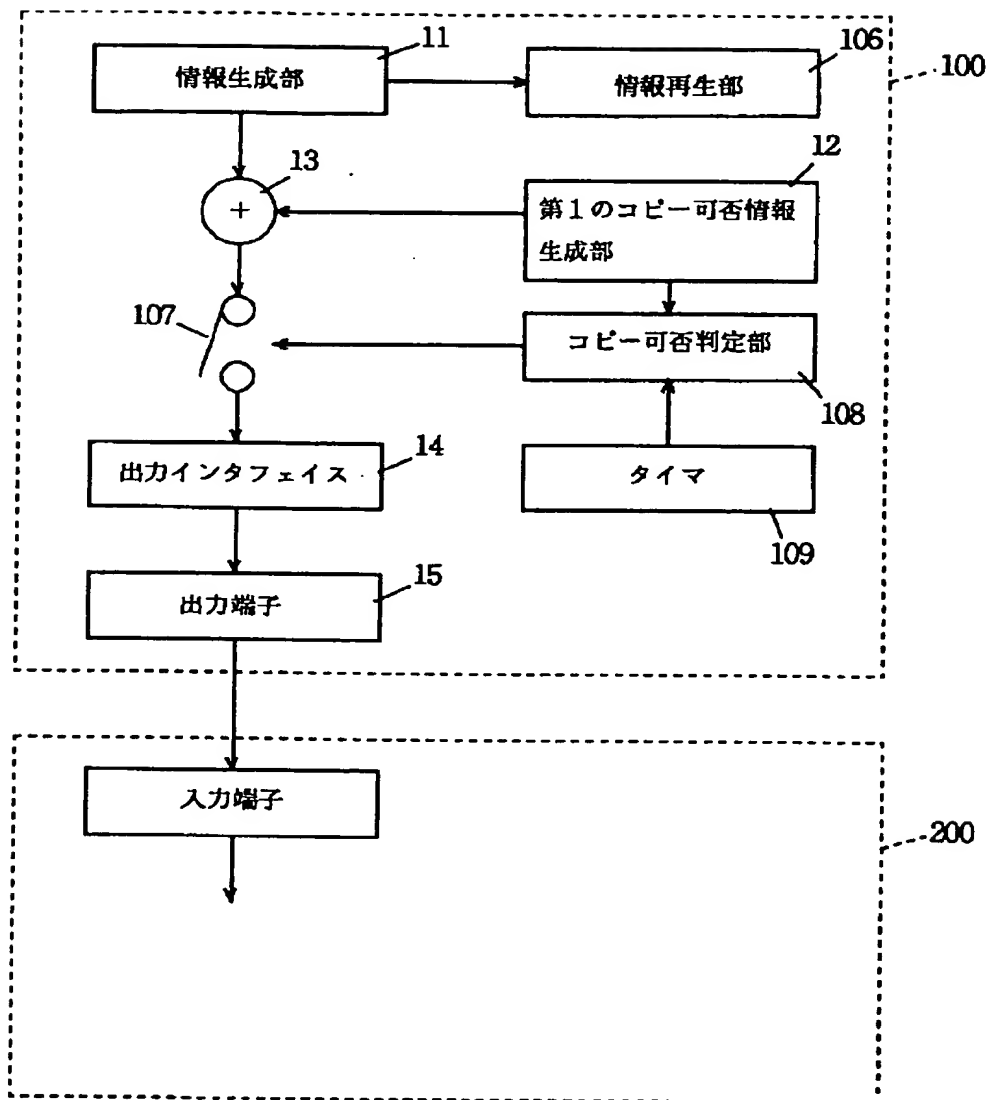 11
情報生成部
106
情報再生部
100
13
+
12
第1のコピー可否情報
生成部
107
コピー可否判定部
108
14
出力インタフェイス
タイマ
109
15
出力端子
入力端子
200